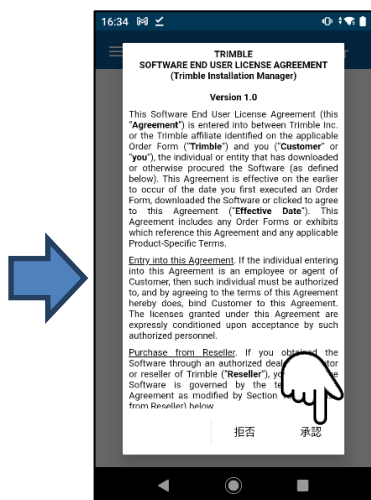 16:34
TRIMBLE
SOFTWARE END USER LICENSE AGREEMENT
(Trimble Installation Manager)
Version 1.0
This Software End User License Agreement (this
"Agreement") is entered into between Trimble Inc.
or the Trimble affiliate identified on the applicable
Order Form ("Trimble") and you ("Customer" or
"you"), the individual or entity that has downloaded
or otherwise procured the Software (as defined
below). This Agreement is effective on the earlier
to occur of the date you first executed an Order
Form, downloaded the Software or clicked to agree
to this Agreement ("Effective Date"). This
Agreement includes any Order Forms or exhibits
which reference this Agreement and any applicable
Product-Specific Terms.
Entry into this Agreement. If the individual entering
into this Agreement is an employee or agent of
Customer, then such individual must be authorized
to, and by agreeing to the terms of this Agreement
hereby does, bind Customer to this Agreement.
The licenses granted under this Agreement are
expressly conditioned upon acceptance by such
authorized personnel.
Purchase from Reseller. If you obtained the
Software through an authorized
or reseller of Trimble ("Reseller"),
Software is governed by the
Agreement as modified by Section
from Reseller) below
拒否 承認